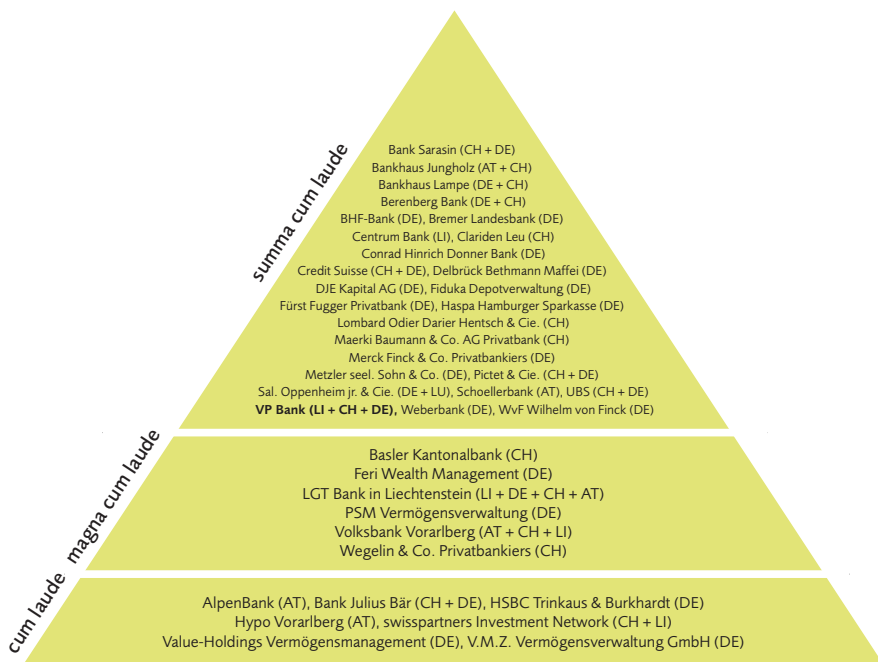 summa cum laude
Bank Sarasin (CH + DE)
Bankhaus Jungholz (AT + CH)
Bankhaus Lampe (DE + CH)
Berenberg Bank (DE + CH)
BHF-Bank (DE), Bremer Landesbank (DE)
Centrum Bank (LI), Clariden Leu (CH)
Conrad Hinrich Donner Bank (DE)
Credit Suisse (CH + DE), Delbrück Bethmann Maffei (DE)
DJE Kapital AG (DE), Fiduka Depotverwaltung (DE)
Fürst Fugger Privatbank (DE), Haspa Hamburger Sparkasse (DE)
Lombard Odier Darier Hentsch & Cie. (CH)
Maerki Baumann & Co. AG Privatbank (CH)
Merck Finck & Co. Privatbankiers (DE)
Metzler seel. Sohn & Co. (DE), Pictet & Cie. (CH + DE)
Sal. Oppenheim jr. & Cie. (DE + LU), Schoellerbank (AT), UBS (CH + DE)
VP Bank (LI + CH + DE), Weberbank (DE), WvF Wilhelm von Finck (DE)
magna cum laude
Basler Kantonalbank (CH)
Feri Wealth Management (DE)
LGT Bank in Liechtenstein (LI + DE + CH + AT)
PSM Vermögensverwaltung (DE)
Volksbank Vorarlberg (AT + CH + LI)
Wegelin & Co. Privatbankiers (CH)
cum laude
AlpenBank (AT), Bank Julius Bär (CH + DE), HSBC Trinkaus & Burkhardt (DE)
Hypo Vorarlberg (AT), swisspartners Investment Network (CH + LI)
Value-Holdings Vermögensmanagement (DE), V.M.Z. Vermögensverwaltung GmbH (DE)